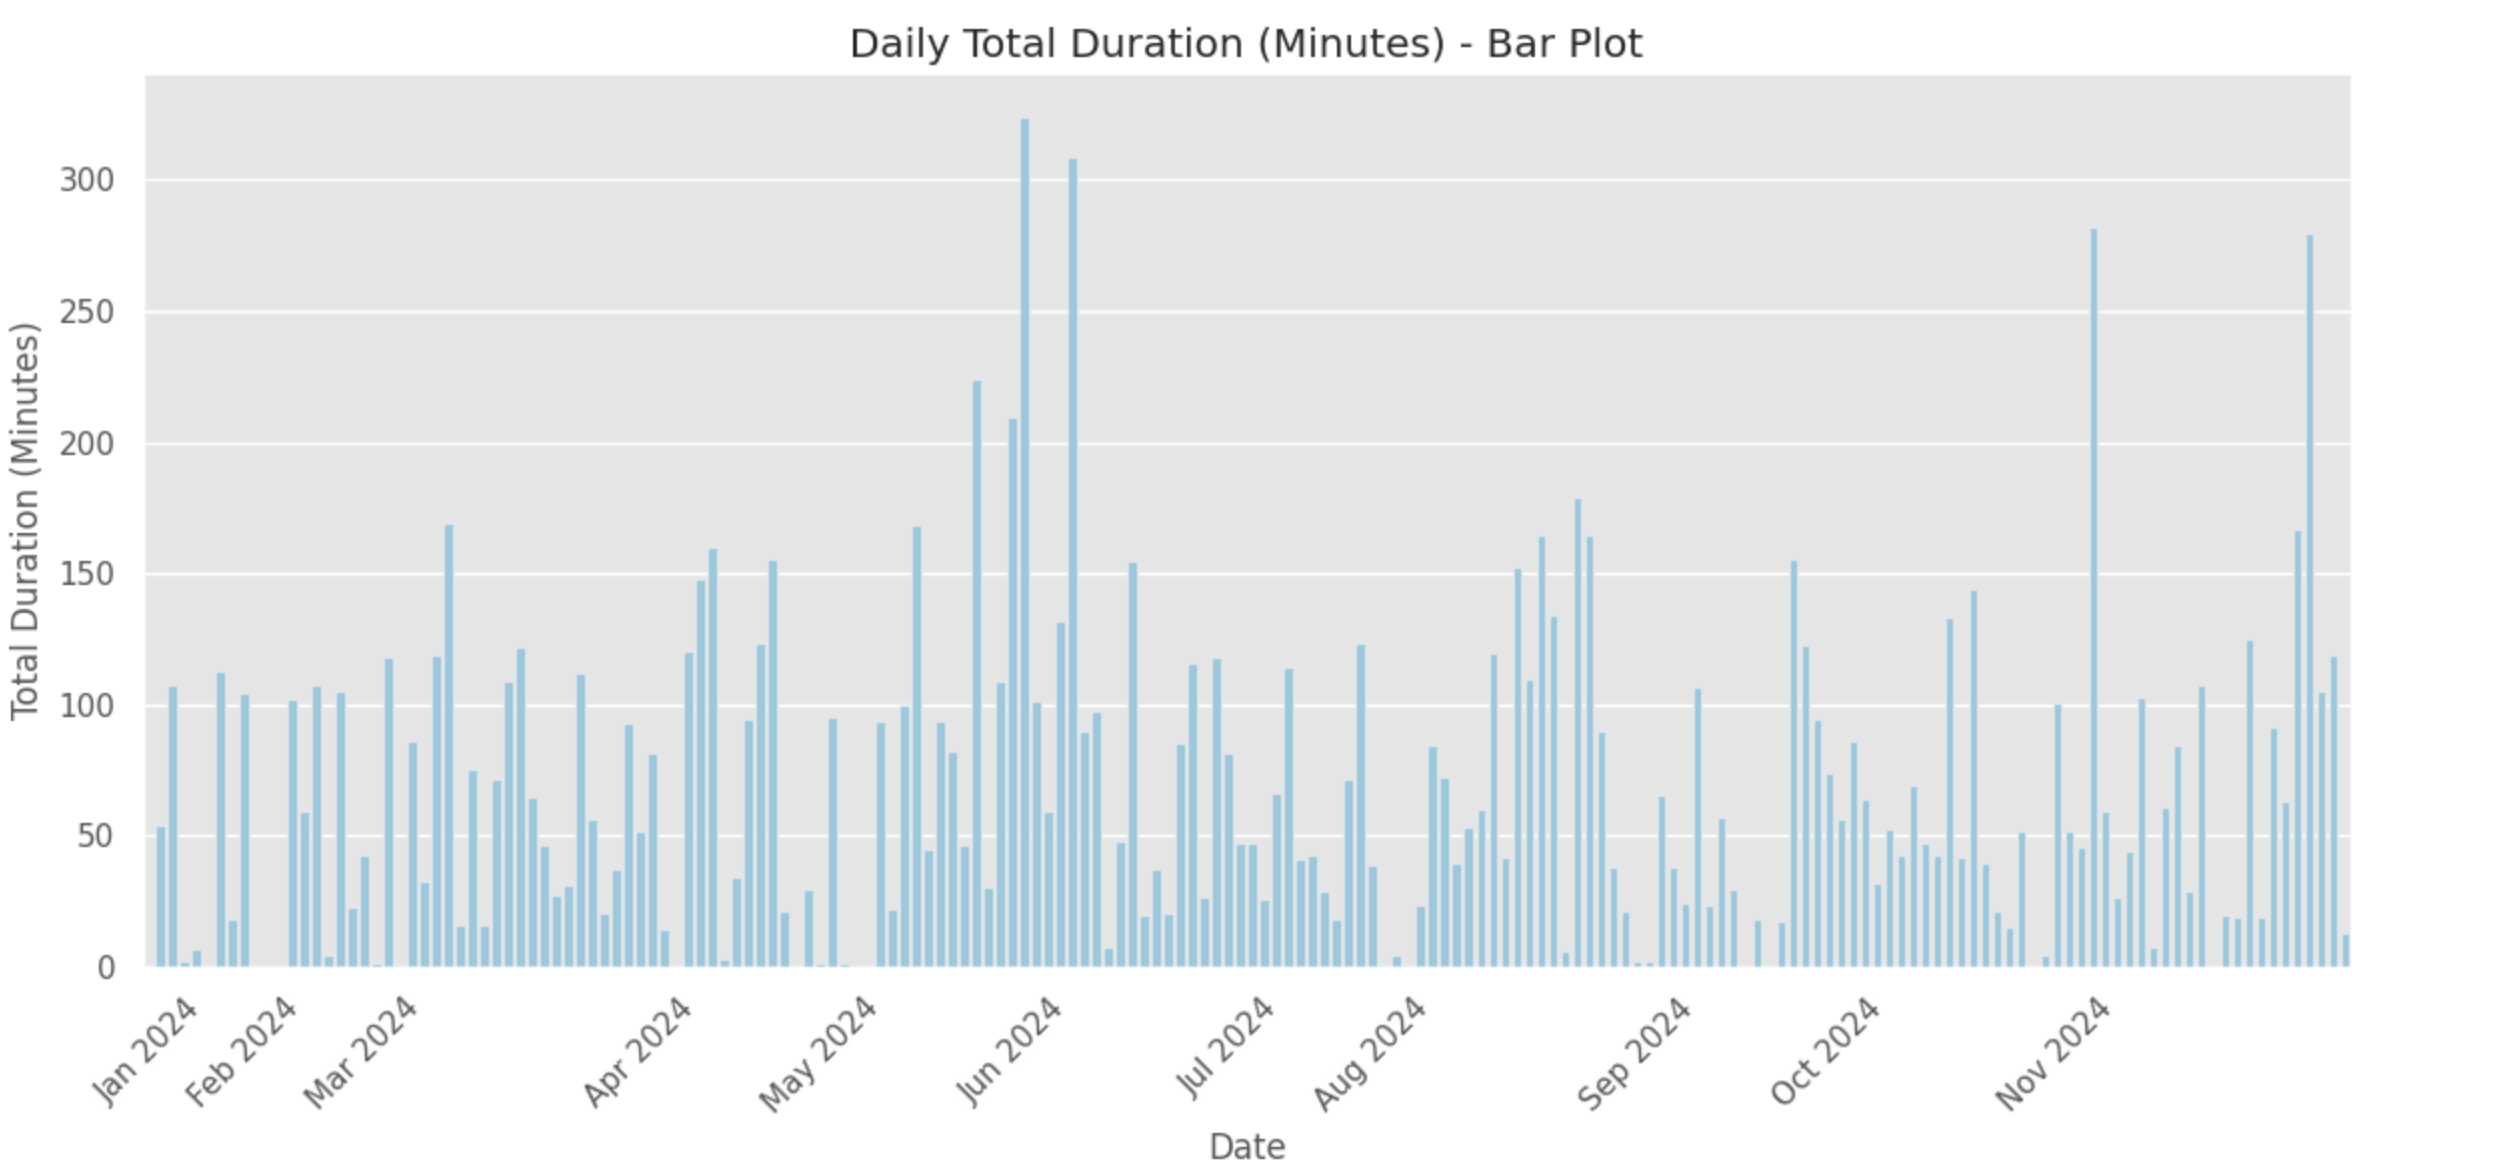 Daily Total Duration (Minutes) - Bar Plot
Total Duration (Minutes)
300
250
200
150
100
50
0
Jan 2024
Feb 2024
Mar 2024
Apr 2024
May 2024
Jun 2024
Jul 2024
Aug 2024
Sep 2024
Oct 2024
Nov 2024
Date